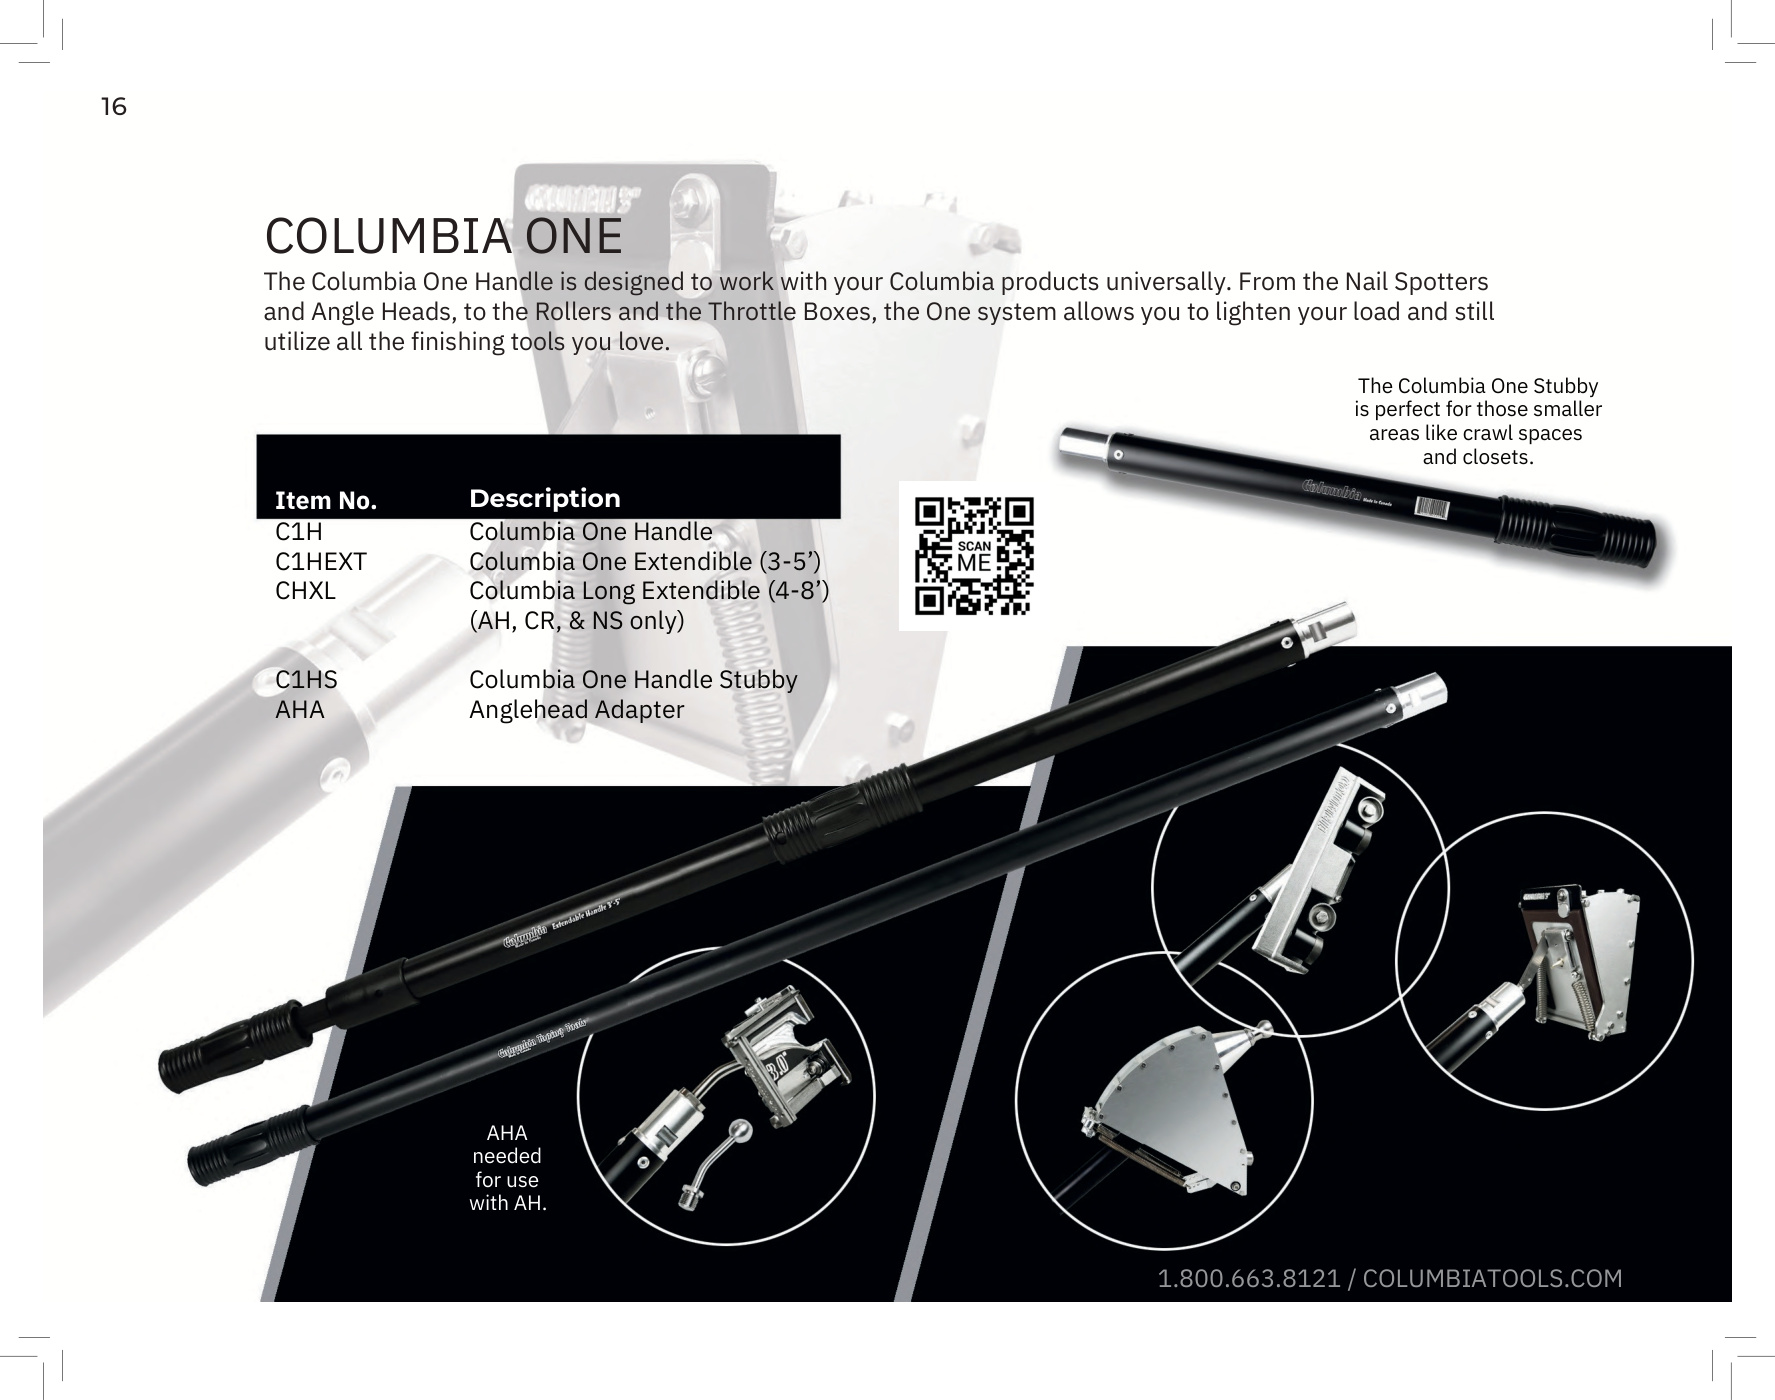 16
COLUMBIA 3"
COLUMBIA ONE
The Columbia One Handle is designed to work with your Columbia products universally. From the Nail Spotters
and Angle Heads, to the Rollers and the Throttle Boxes, the One system allows you to lighten your load and still
utilize all the finishing tools you love.
The Columbia One Stubby
is perfect for those smaller
areas like crawl spaces
and closets.
Item No. Description
C1H Columbia One Handle
C1HEXT Columbia One Extendible (3-5’)
CHXL Columbia Long Extendible (4-8’)
(AH, CR, & NS only)
C1HS Columbia One Handle Stubby
AHA Anglehead Adapter
SCAN
ME
Columbia Made in Canada
Columbia Extendable Handle 3'-5'
Columbia Taping Tools
3.0"
AHA
needed
for use
with AH.
1.800.663.8121 / COLUMBIATOOLS.COM